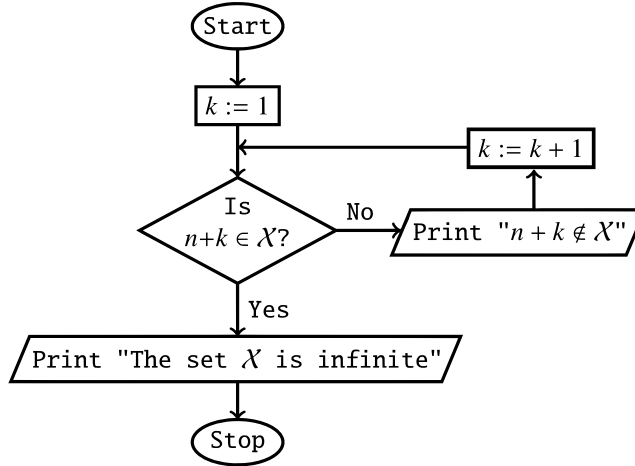 Start
k := 1
k := k + 1
Is
n+k ∈ 𝒳?
No
Print "n + k ∉ 𝒳"
Yes
Print "The set 𝒳 is infinite"
Stop